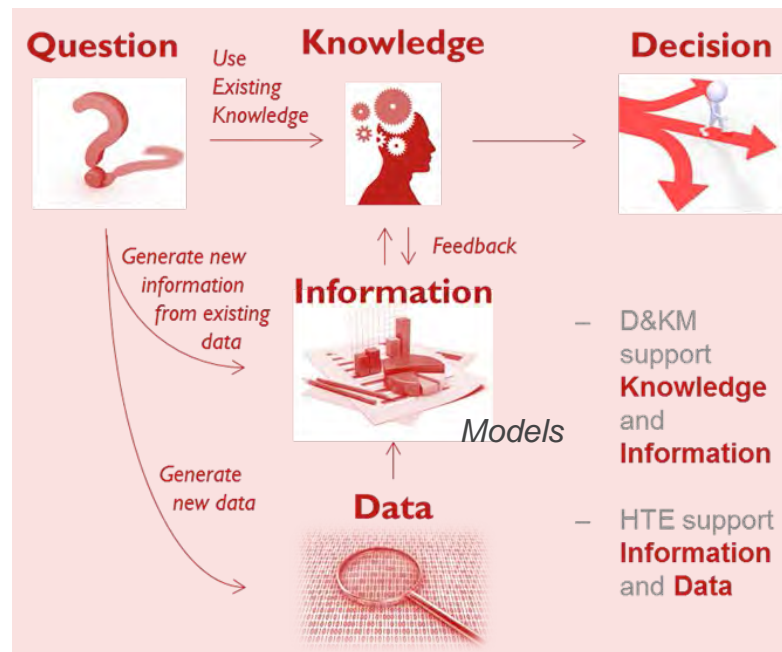 Question
Knowledge
Decision
Use
Existing
Knowledge
Feedback
Generate new
information
from existing
data
Information
Models
Generate
new data
Data
– D&KM
support
Knowledge
and
Information
– HTE support
Information
and Data